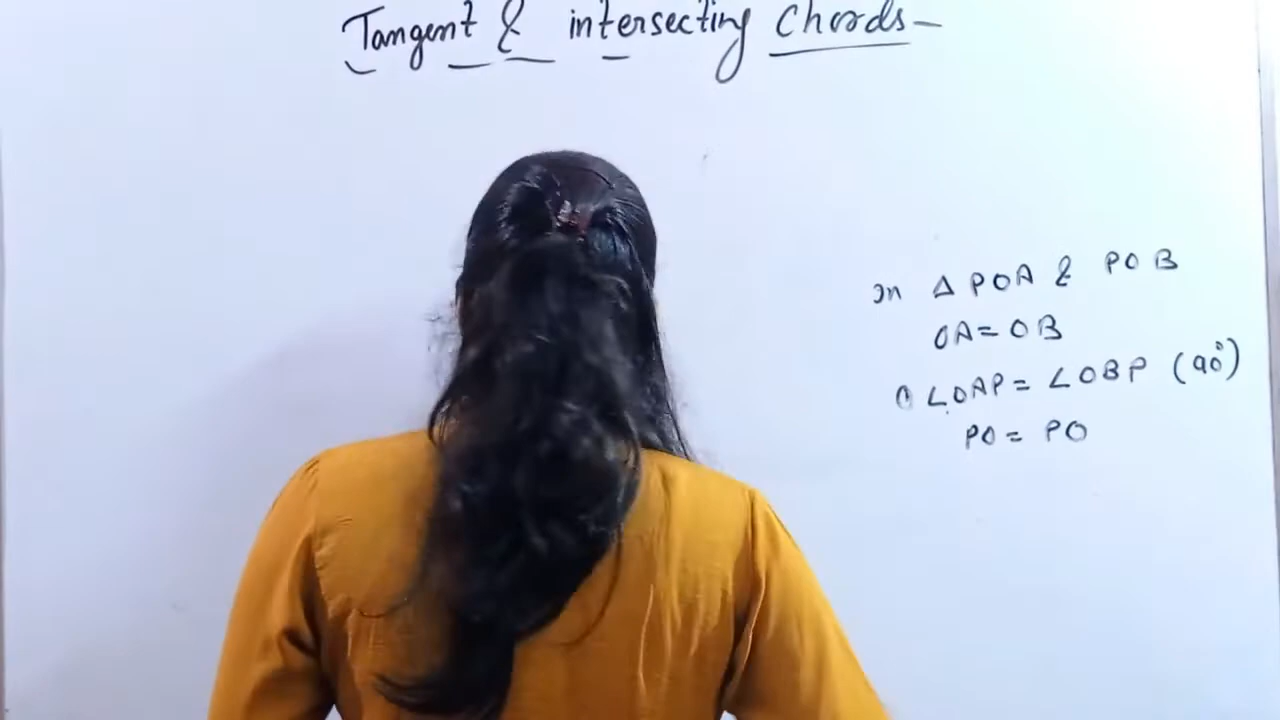 Tangent & intersecting Chords-
In Δ POA & POB
OA = OB
∠OAP = ∠OBP (90°)
PO = PO